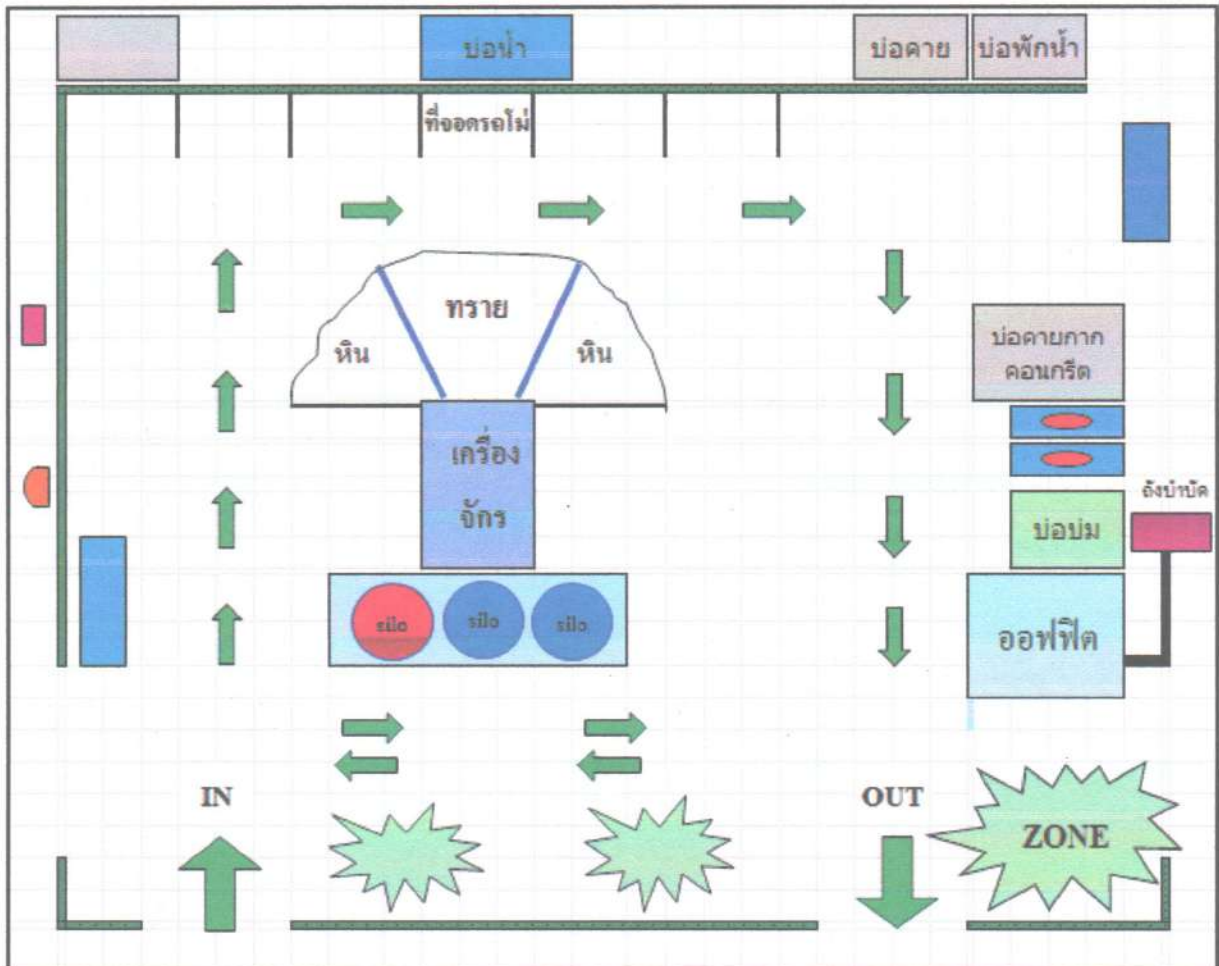 บ่อน้ำ
บ่อคาย
บ่อพักน้ำ
ที่จอดรถโม่
ทราย
หิน
หิน
บ่อคายกาก
คอนกรีต
เครื่อง
จักร
ถังบำบัด
บ่อบ่ม
silo
silo
silo
ออฟฟิต
IN
OUT
ZONE